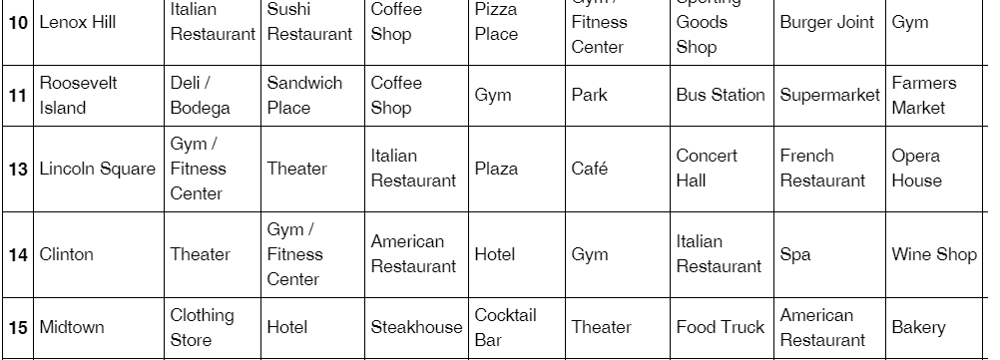 10 Lenox Hill Italian Restaurant Sushi Restaurant Coffee Shop Pizza Place Gym / Fitness Center Sporting Goods Shop Burger Joint Gym
11 Roosevelt Island Deli / Bodega Sandwich Place Coffee Shop Gym Park Bus Station Supermarket Farmers Market
13 Lincoln Square Gym / Fitness Center Theater Italian Restaurant Plaza Café Concert Hall French Restaurant Opera House
14 Clinton Theater Gym / Fitness Center American Restaurant Hotel Gym Italian Restaurant Spa Wine Shop
15 Midtown Clothing Store Hotel Steakhouse Cocktail Bar Theater Food Truck American Restaurant Bakery